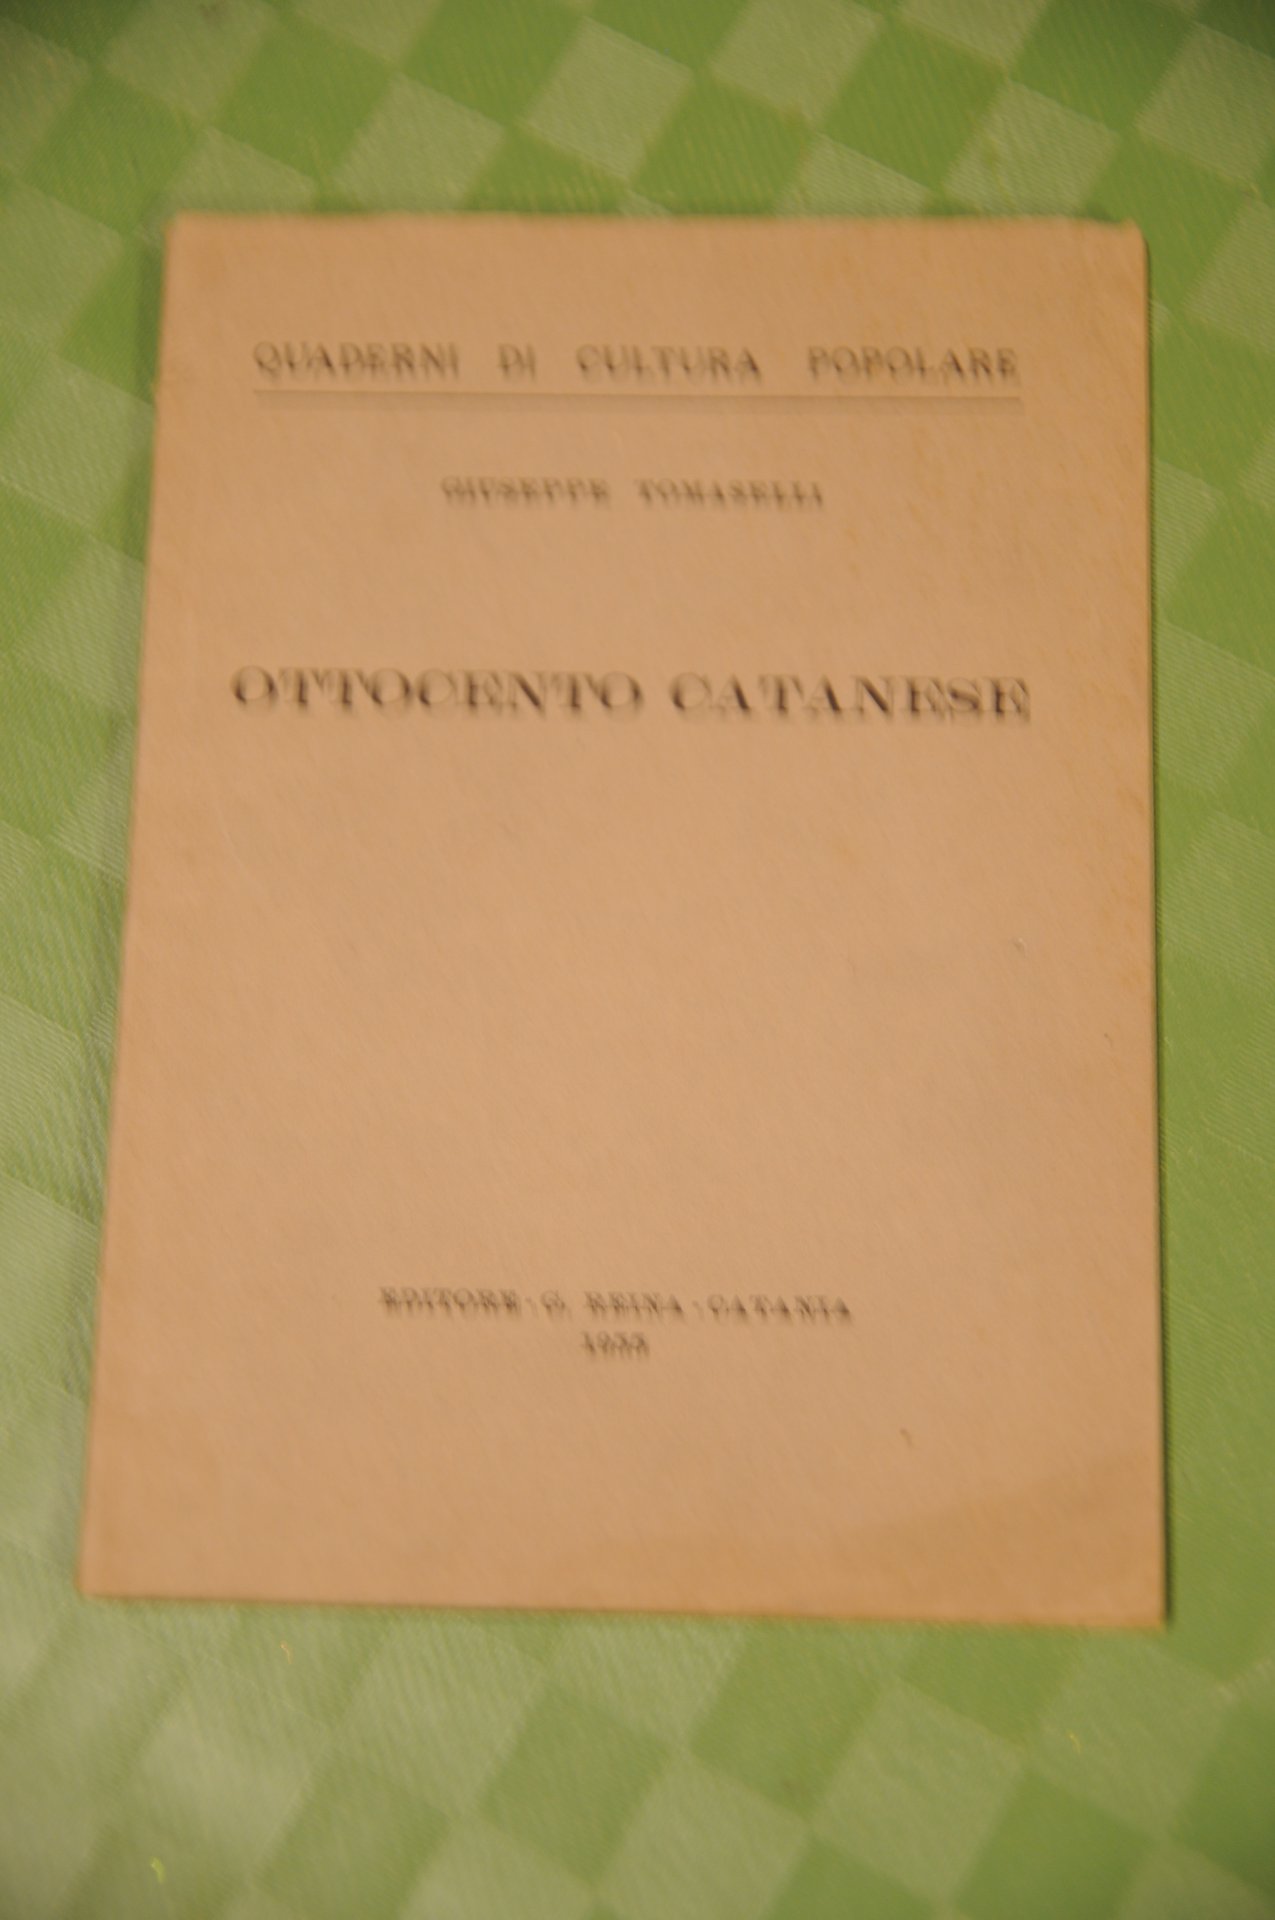 QUADERNI DI CULTURA POPOLARE
GIUSEPPE TOMASELLI
OTTOCENTO CATANESE
EDITORE - G. REINA - CATANIA